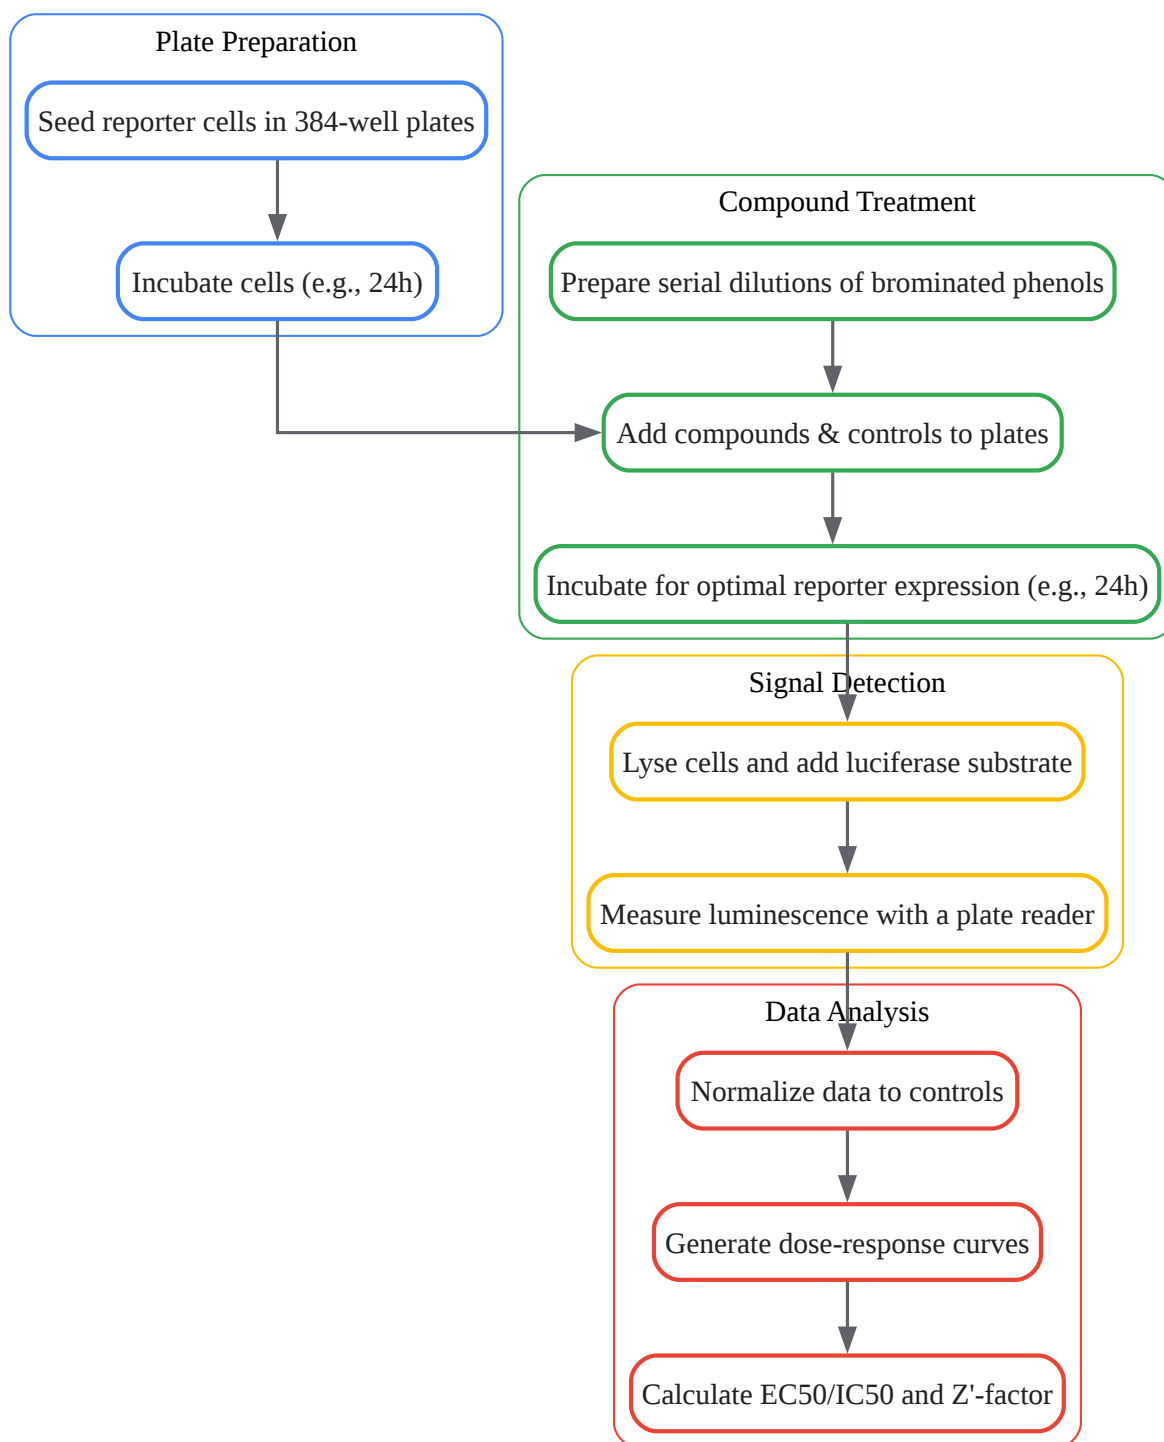 Plate Preparation
Seed reporter cells in 384-well plates
Incubate cells (e.g., 24h)
Compound Treatment
Prepare serial dilutions of brominated phenols
Add compounds & controls to plates
Incubate for optimal reporter expression (e.g., 24h)
Signal Detection
Lyse cells and add luciferase substrate
Measure luminescence with a plate reader
Data Analysis
Normalize data to controls
Generate dose-response curves
Calculate EC50/IC50 and Z'-factor